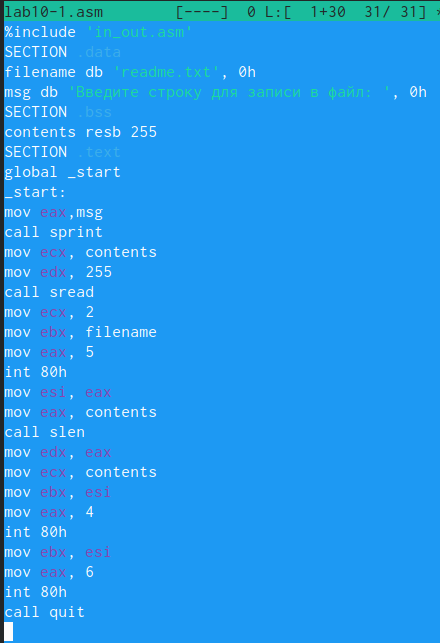 lab10-1.asm [----] 0 L:[ 1+30 31/ 31] *
%include 'in_out.asm'
SECTION .data
filename db 'readme.txt', 0h
msg db 'Введите строку для записи в файл: ', 0h
SECTION .bss
contents resb 255
SECTION .text
global _start
_start:
mov eax,msg
call sprint
mov ecx, contents
mov edx, 255
call sread
mov ecx, 2
mov ebx, filename
mov eax, 5
int 80h
mov esi, eax
mov eax, contents
call slen
mov edx, eax
mov ecx, contents
mov ebx, esi
mov eax, 4
int 80h
mov ebx, esi
mov eax, 6
int 80h
call quit